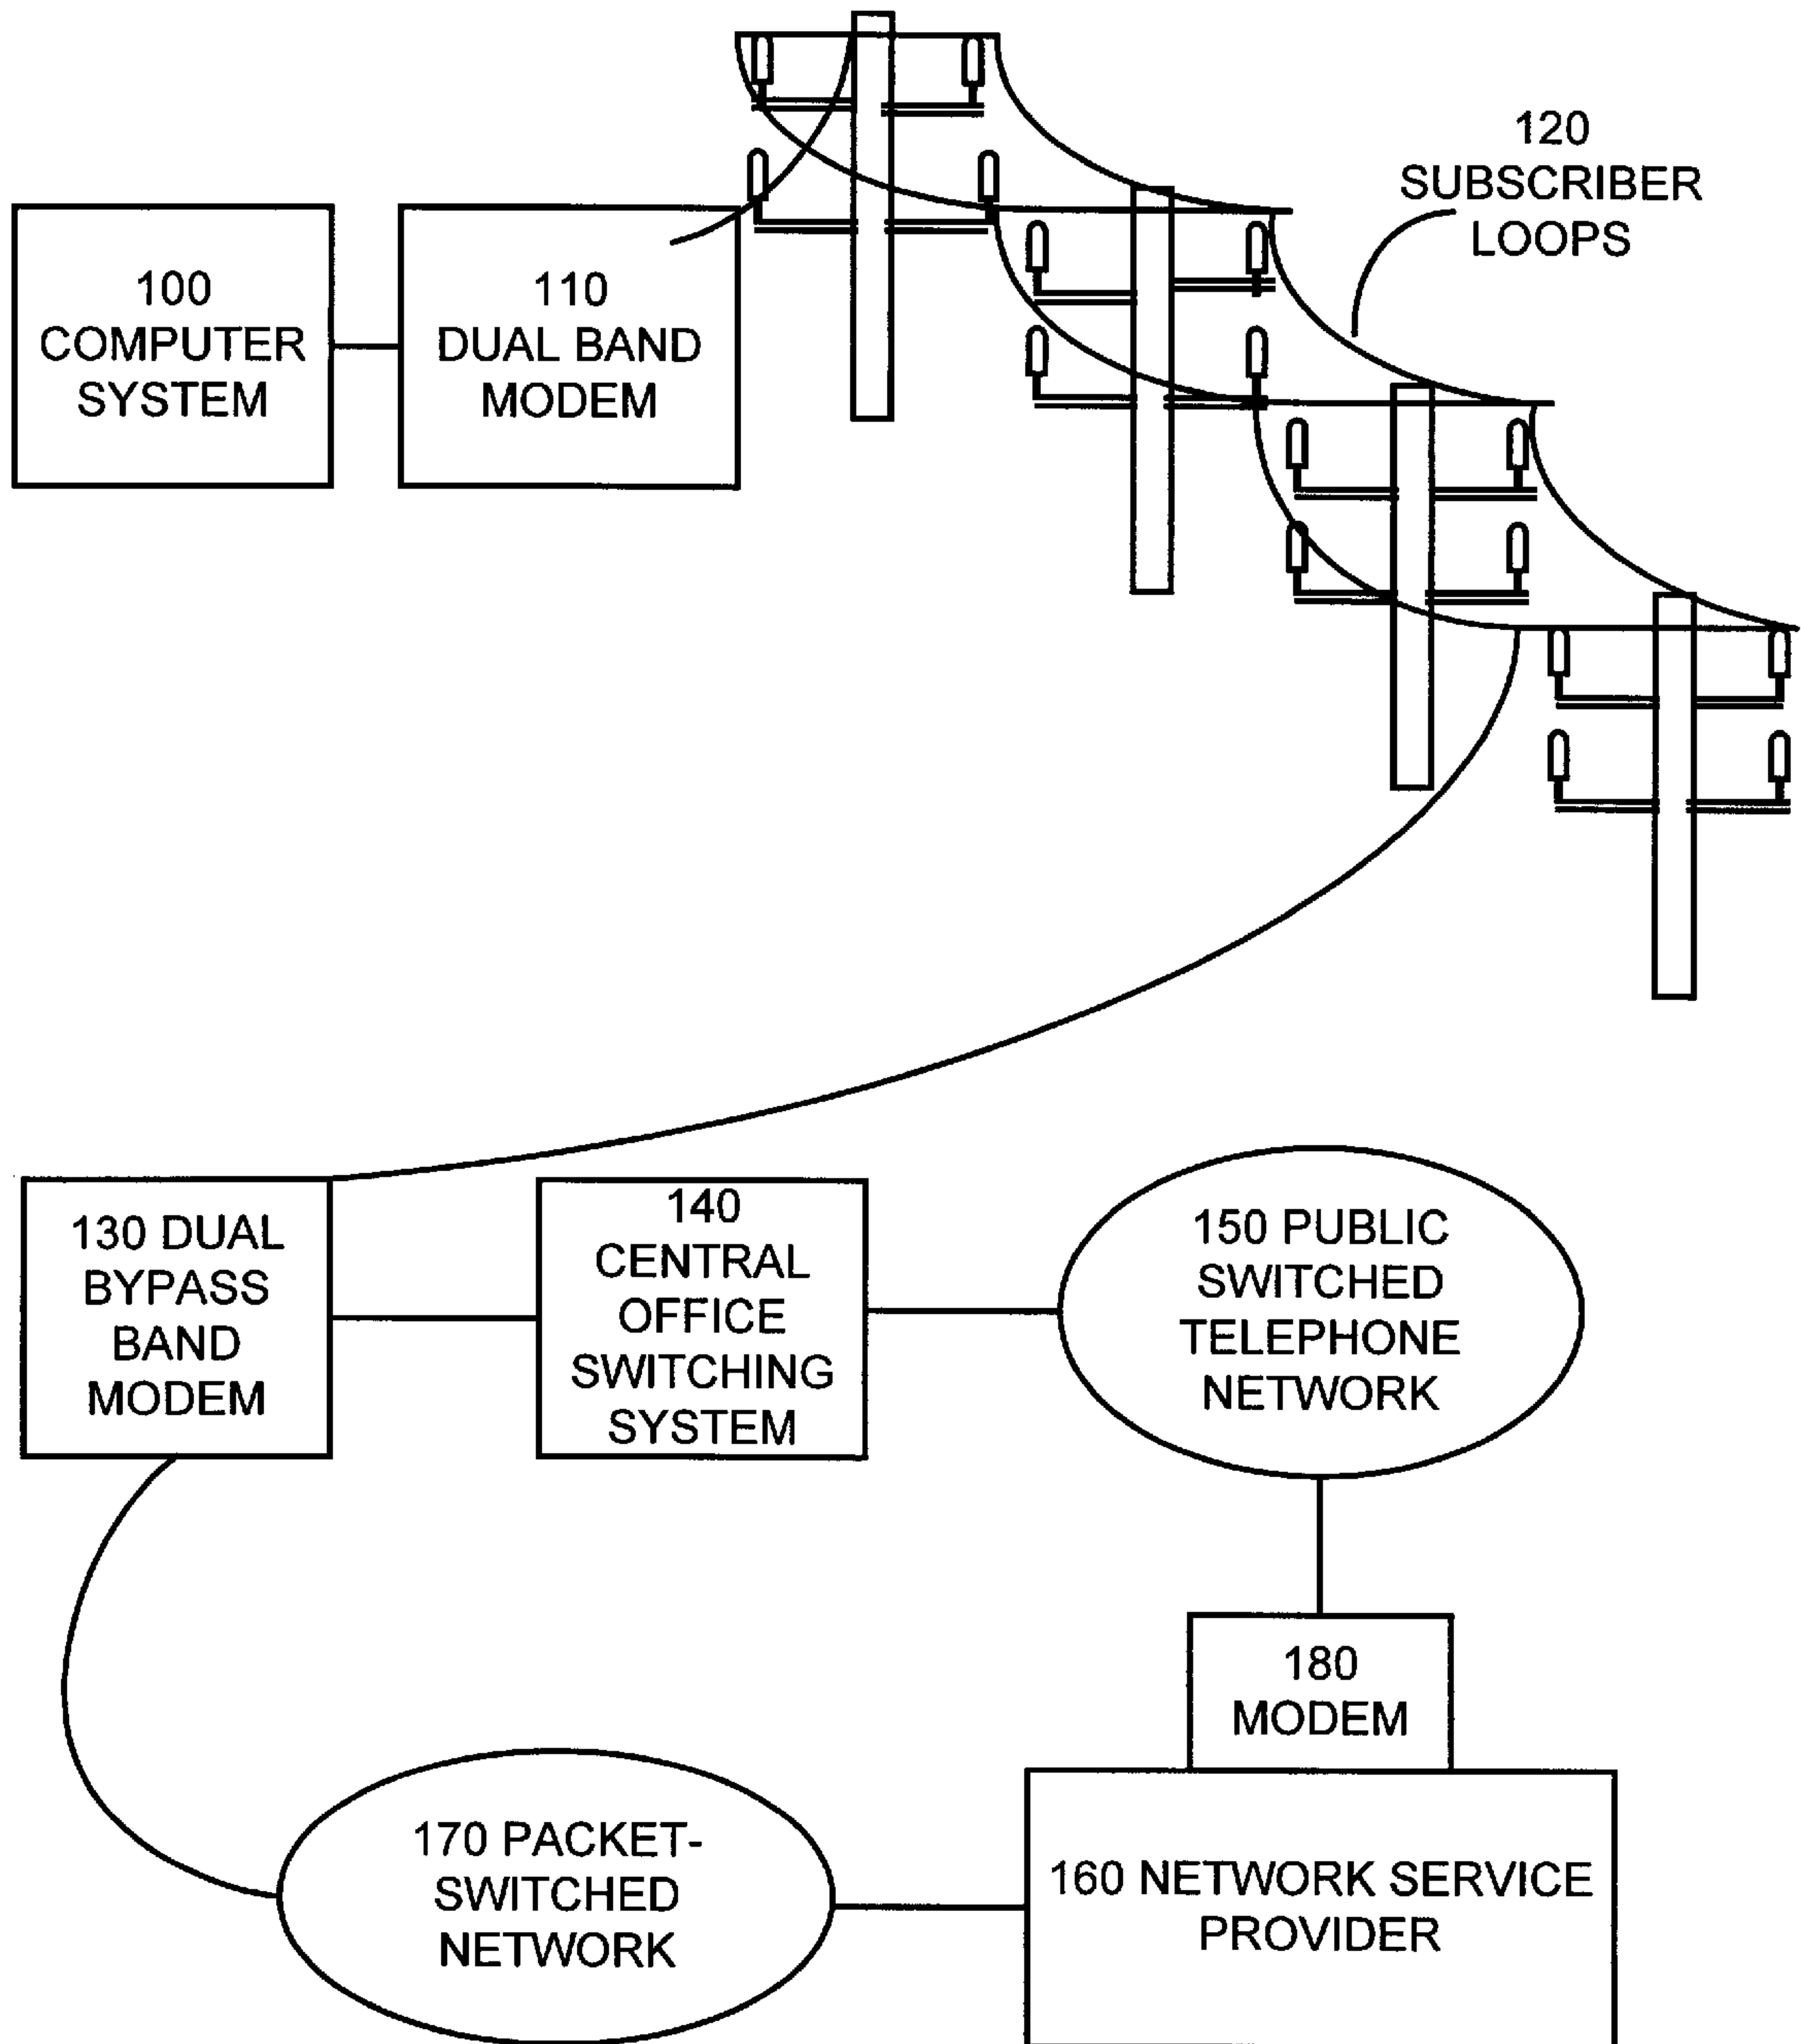 120
SUBSCRIBER
LOOPS
100
COMPUTER
SYSTEM
110
DUAL BAND
MODEM
130 DUAL
BYPASS
BAND
MODEM
140
CENTRAL
OFFICE
SWITCHING
SYSTEM
150 PUBLIC
SWITCHED
TELEPHONE
NETWORK
180
MODEM
170 PACKET-
SWITCHED
NETWORK
160 NETWORK SERVICE
PROVIDER